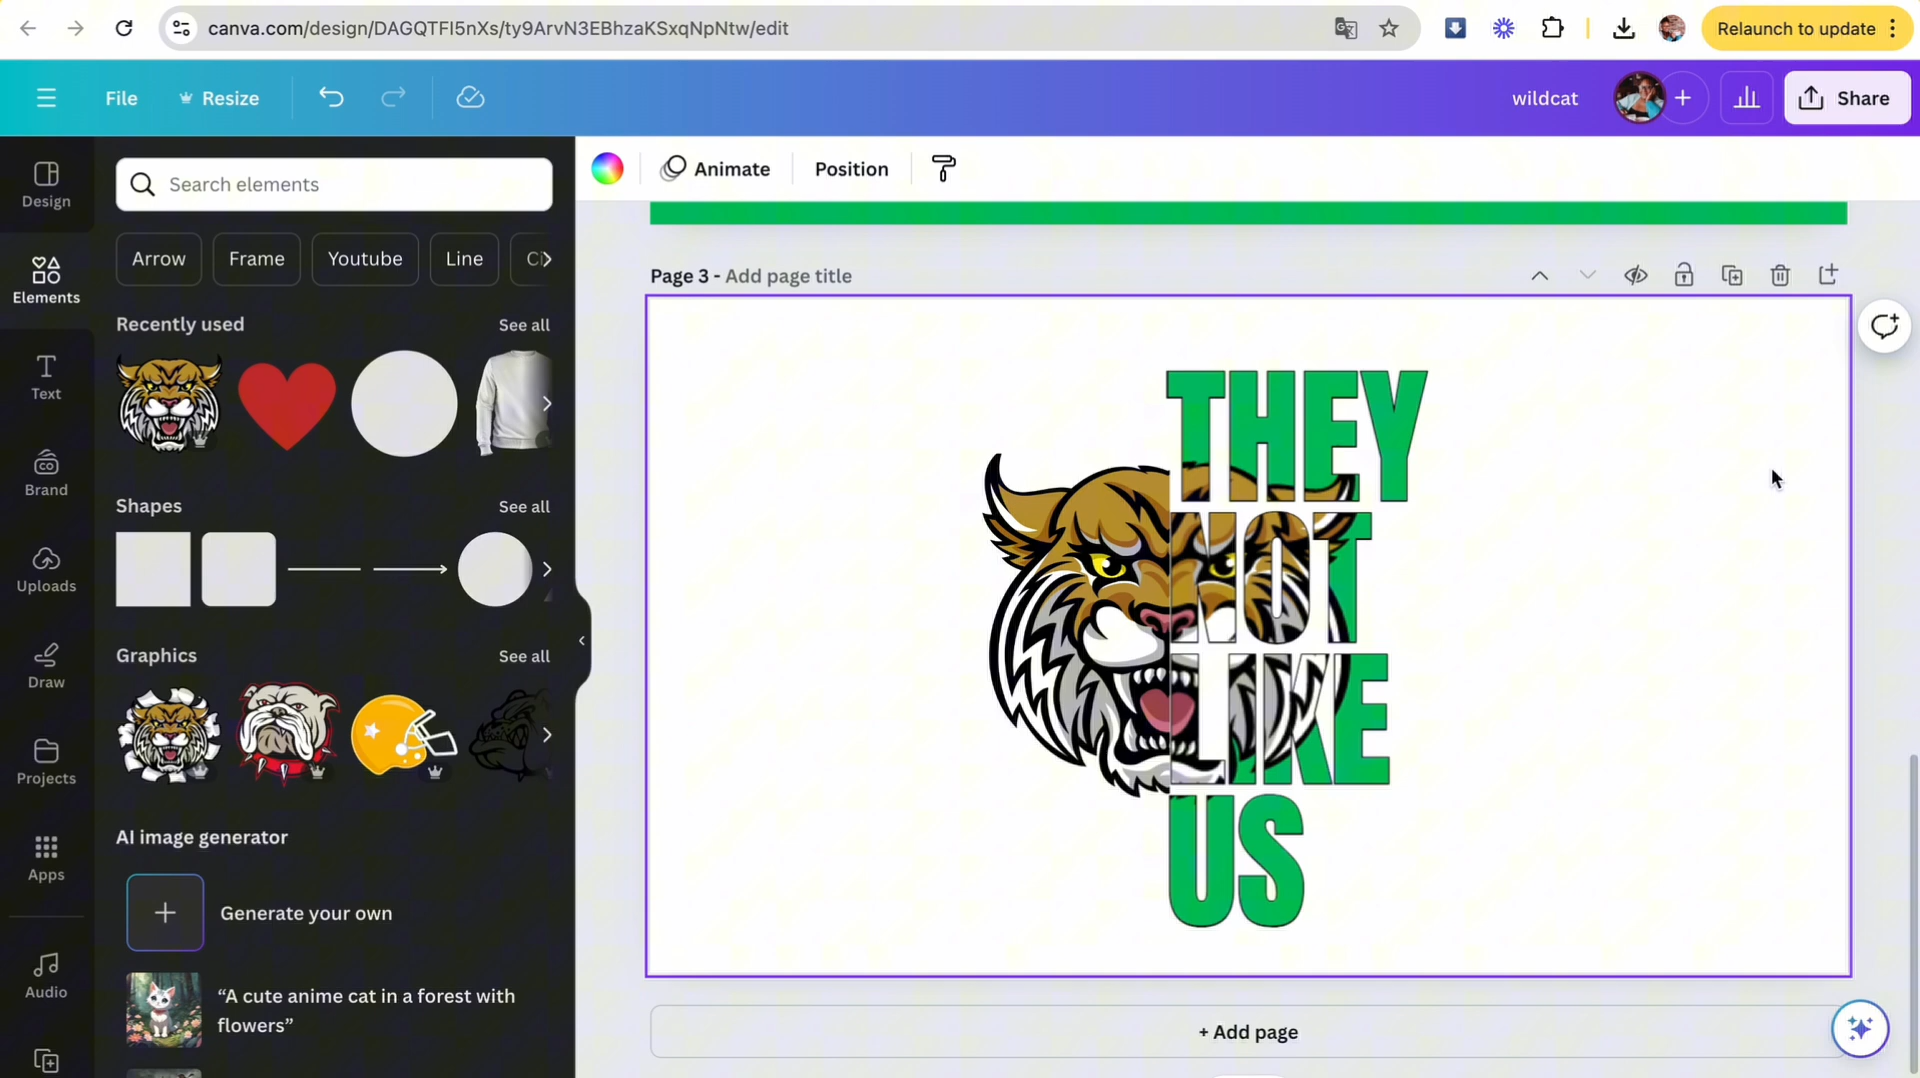 canva.com/design/DAGQTFI5nXs/ty9ArvN3EBhzaKSxqNpNtw/edit
Relaunch to update
File
Resize
wildcat
Share
Design
Elements
Text
Brand
Uploads
Draw
Projects
Apps
Audio
Search elements
Arrow
Frame
Youtube
Line
Recently used
See all
Shapes
See all
Graphics
See all
AI image generator
Generate your own
“A cute anime cat in a forest with
flowers”
Animate
Position
Page 3 - Add page title
THEY
NOT
LIKE
US
+ Add page